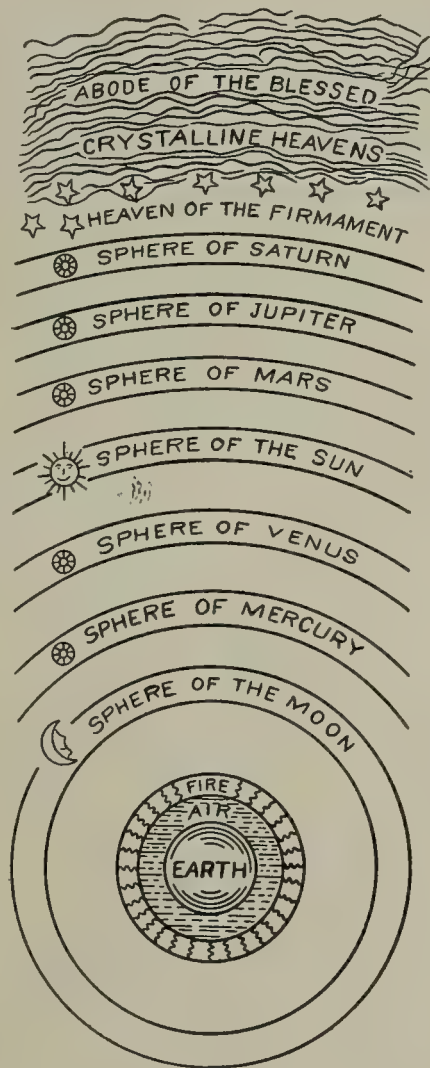 ABODE OF THE BLESSED
CRYSTALLINE HEAVENS
HEAVEN OF THE FIRMAMENT
SPHERE OF SATURN
SPHERE OF JUPITER
SPHERE OF MARS
SPHERE OF THE SUN
SPHERE OF VENUS
SPHERE OF MERCURY
SPHERE OF THE MOON
FIRE
AIR
EARTH